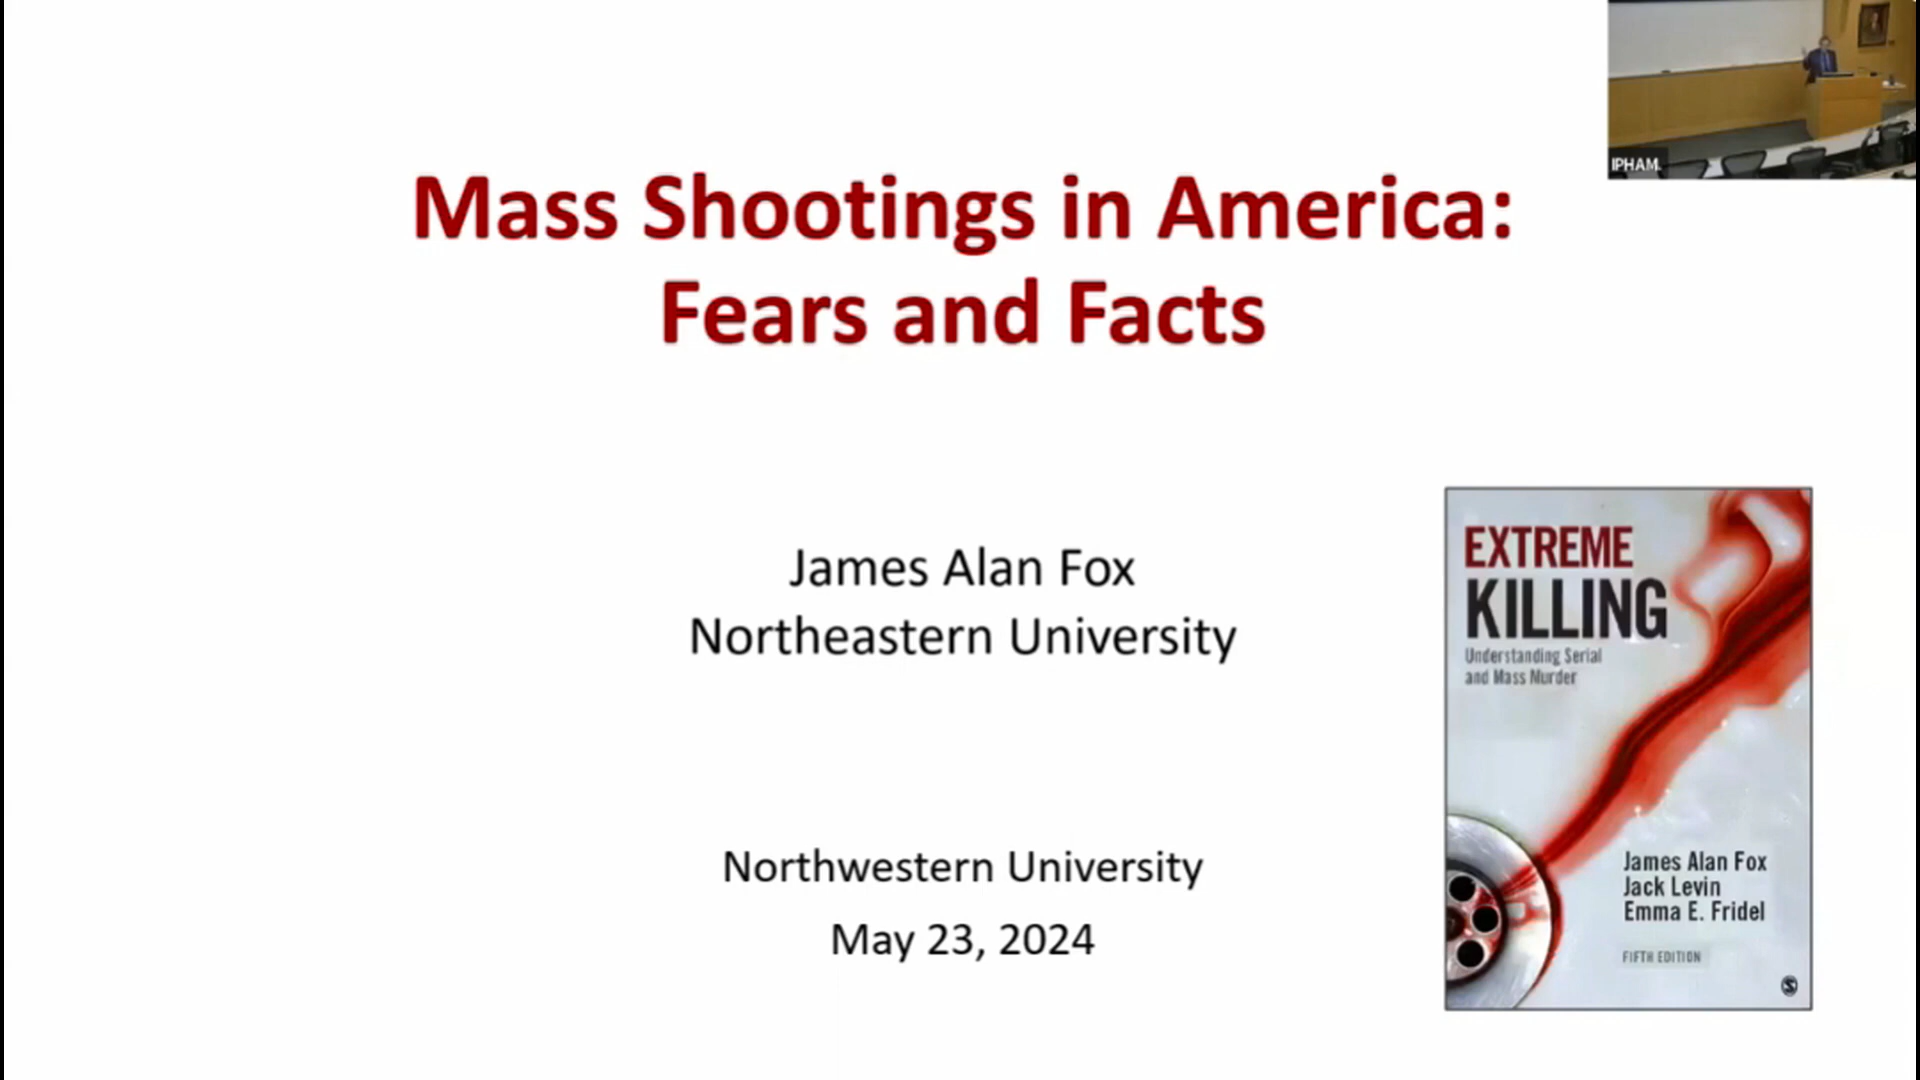 IPHAM
Mass Shootings in America:
Fears and Facts
James Alan Fox
Northeastern University
Northwestern University
May 23, 2024
EXTREME
KILLING
Understanding Serial
and Mass Murder
James Alan Fox
Jack Levin
Emma E. Fridel
FIFTH EDITION